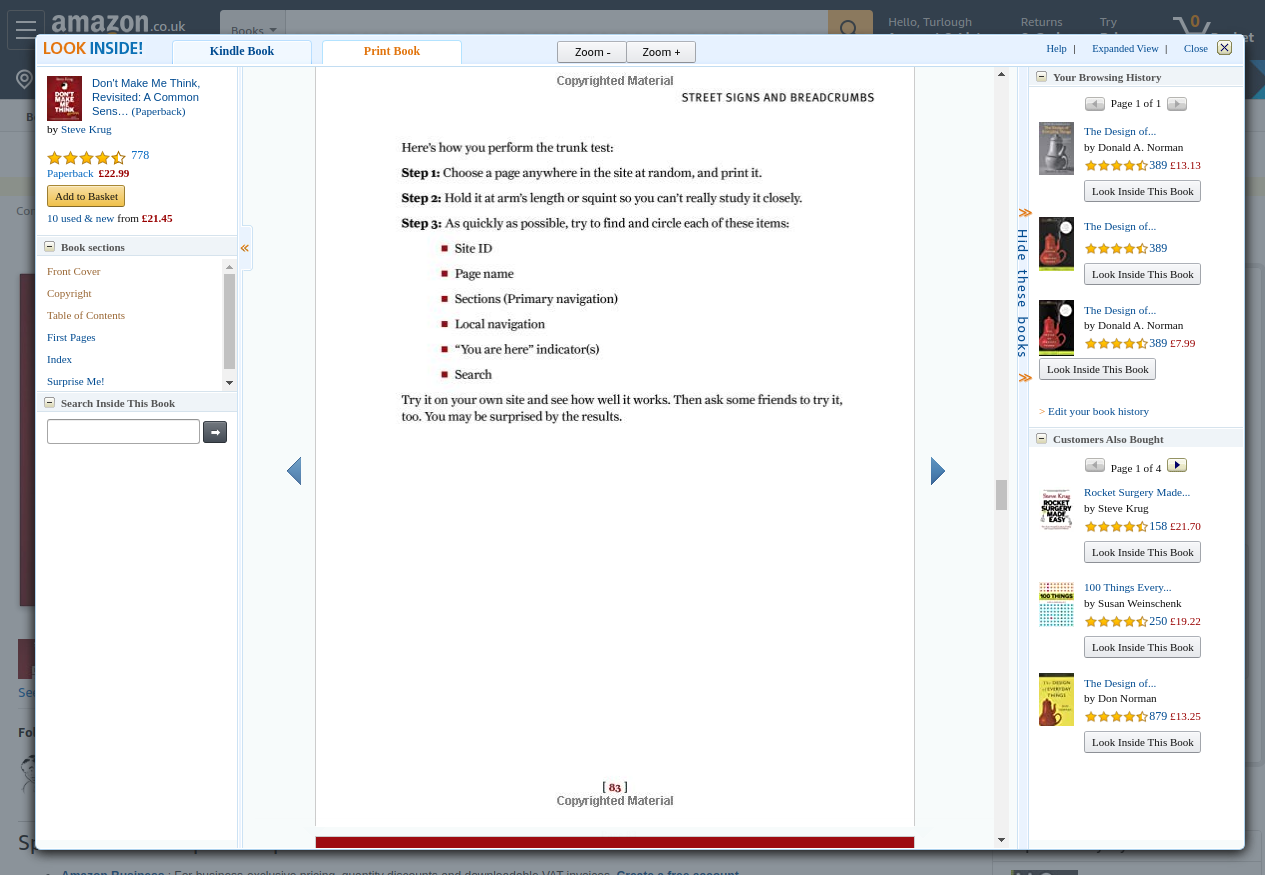 amazon.co.uk
Books
Hello, Turlough
Returns
Try
0
LOOK INSIDE!
Kindle Book
Print Book
Zoom -
Zoom +
Help |
Expanded View |
Close
Don't Make Me Think,
Revisited: A Common
Sens… (Paperback)
by Steve Krug
778
Paperback £22.99
Add to Basket
10 used & new from £21.45
Book sections
Front Cover
Copyright
Table of Contents
First Pages
Index
Surprise Me!
Search Inside This Book
Copyrighted Material
STREET SIGNS AND BREADCRUMBS
Here's how you perform the trunk test:
Step 1: Choose a page anywhere in the site at random, and print it.
Step 2: Hold it at arm's length or squint so you can't really study it closely.
Step 3: As quickly as possible, try to find and circle each of these items:
Site ID
Page name
Sections (Primary navigation)
Local navigation
“You are here” indicator(s)
Search
Try it on your own site and see how well it works. Then ask some friends to try it,
too. You may be surprised by the results.
[ 83 ]
Copyrighted Material
Hide these books
Your Browsing History
Page 1 of 1
The Design of...
by Donald A. Norman
389 £13.13
Look Inside This Book
The Design of...
389
Look Inside This Book
The Design of...
by Donald A. Norman
389 £7.99
Look Inside This Book
> Edit your book history
Customers Also Bought
Page 1 of 4
Rocket Surgery Made...
by Steve Krug
158 £21.70
Look Inside This Book
100 Things Every...
by Susan Weinschenk
250 £19.22
Look Inside This Book
The Design of...
by Don Norman
879 £13.25
Look Inside This Book